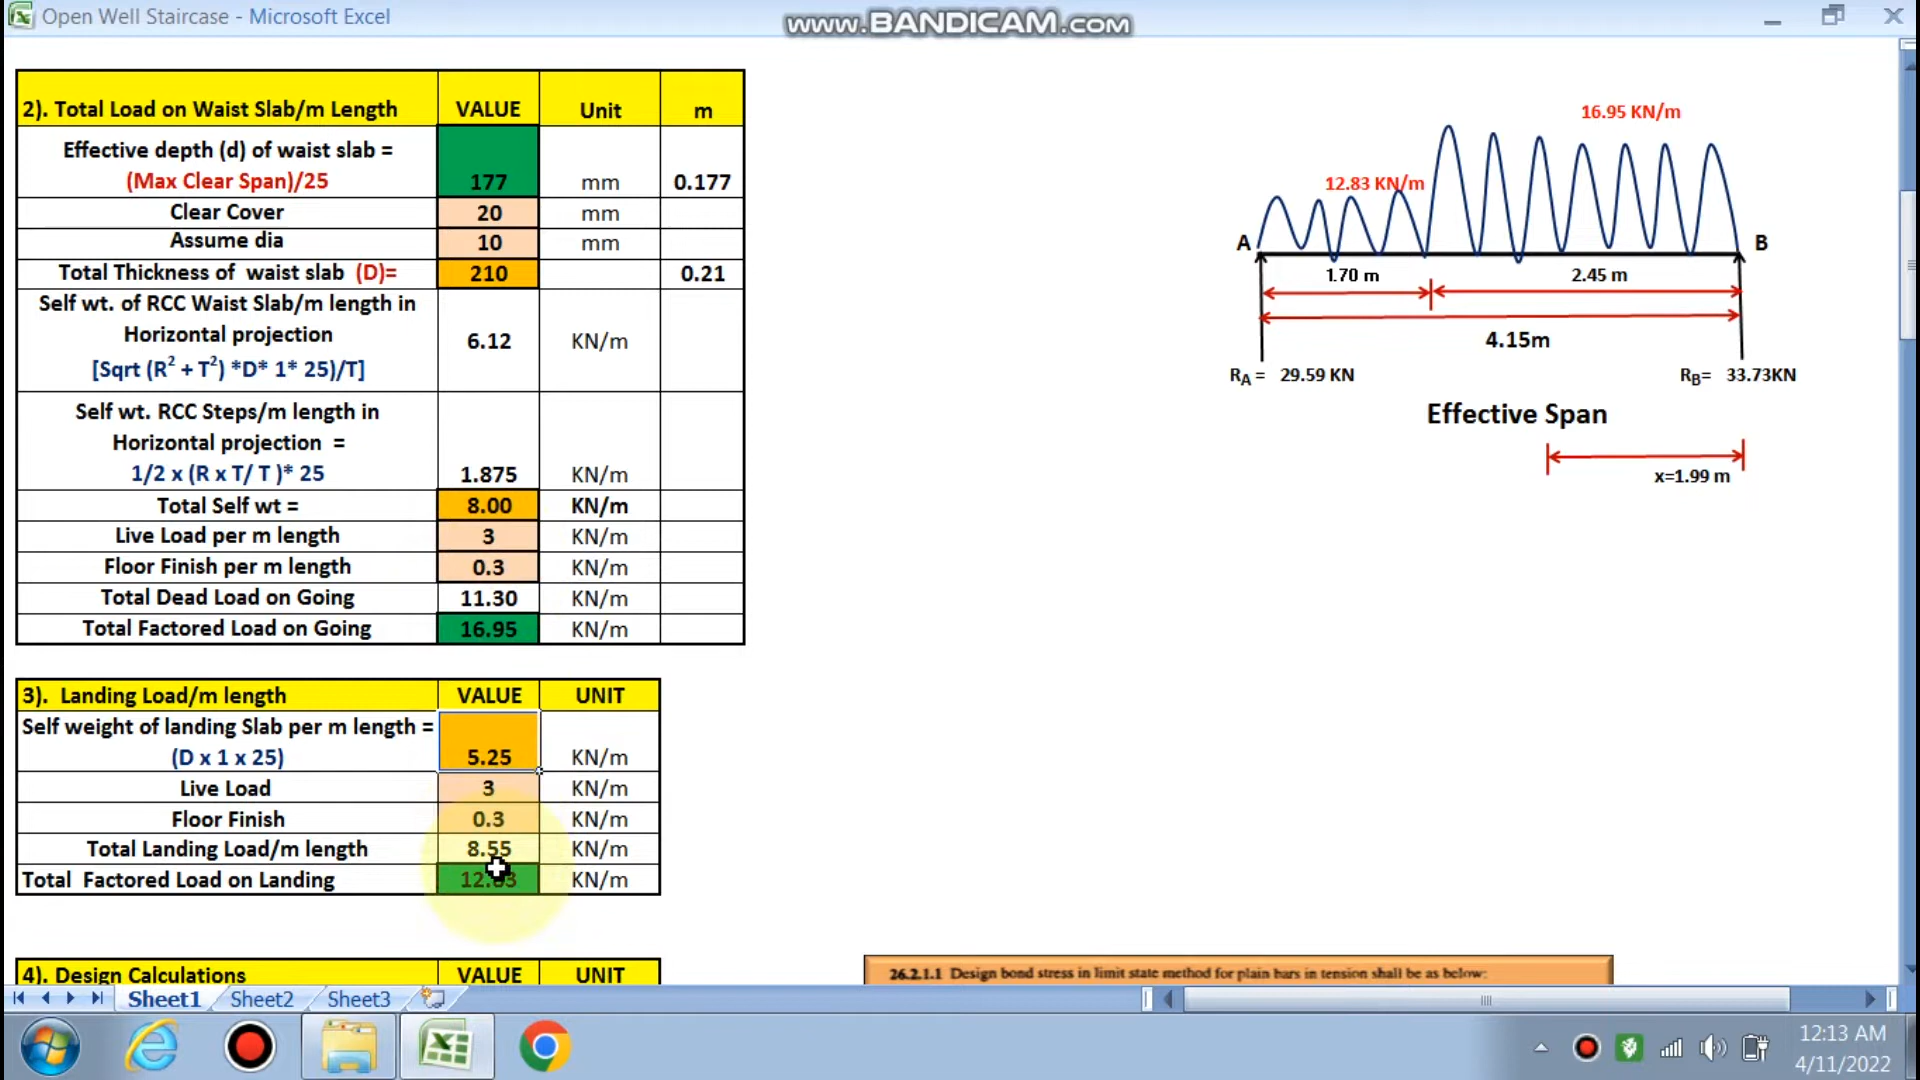 Open Well Staircase - Microsoft Excel
www.BANDICAM.com
2). Total Load on Waist Slab/m Length VALUE Unit m
Effective depth (d) of waist slab =
(Max Clear Span)/25 177 mm 0.177
Clear Cover 20 mm
Assume dia 10 mm
Total Thickness of waist slab (D)= 210 0.21
Self wt. of RCC Waist Slab/m length in
Horizontal projection 6.12 KN/m
[Sqrt (R² + T²) *D* 1* 25)/T]
Self wt. RCC Steps/m length in
Horizontal projection =
1/2 x (R x T/ T )* 25 1.875 KN/m
Total Self wt = 8.00 KN/m
Live Load per m length 3 KN/m
Floor Finish per m length 0.3 KN/m
Total Dead Load on Going 11.30 KN/m
Total Factored Load on Going 16.95 KN/m
3). Landing Load/m length VALUE UNIT
Self weight of landing Slab per m length =
(D x 1 x 25) 5.25 KN/m
Live Load 3 KN/m
Floor Finish 0.3 KN/m
Total Landing Load/m length 8.55 KN/m
Total Factored Load on Landing 12.83 KN/m
4). Design Calculations VALUE UNIT
16.95 KN/m
12.83 KN/m
A B
1.70 m 2.45 m
4.15m
RA = 29.59 KN RB= 33.73KN
Effective Span
x=1.99 m
26.2.1.1 Design bond stress in limit state method for plain bars in tension shall be as below:
Sheet1 Sheet2 Sheet3
12:13 AM
4/11/2022